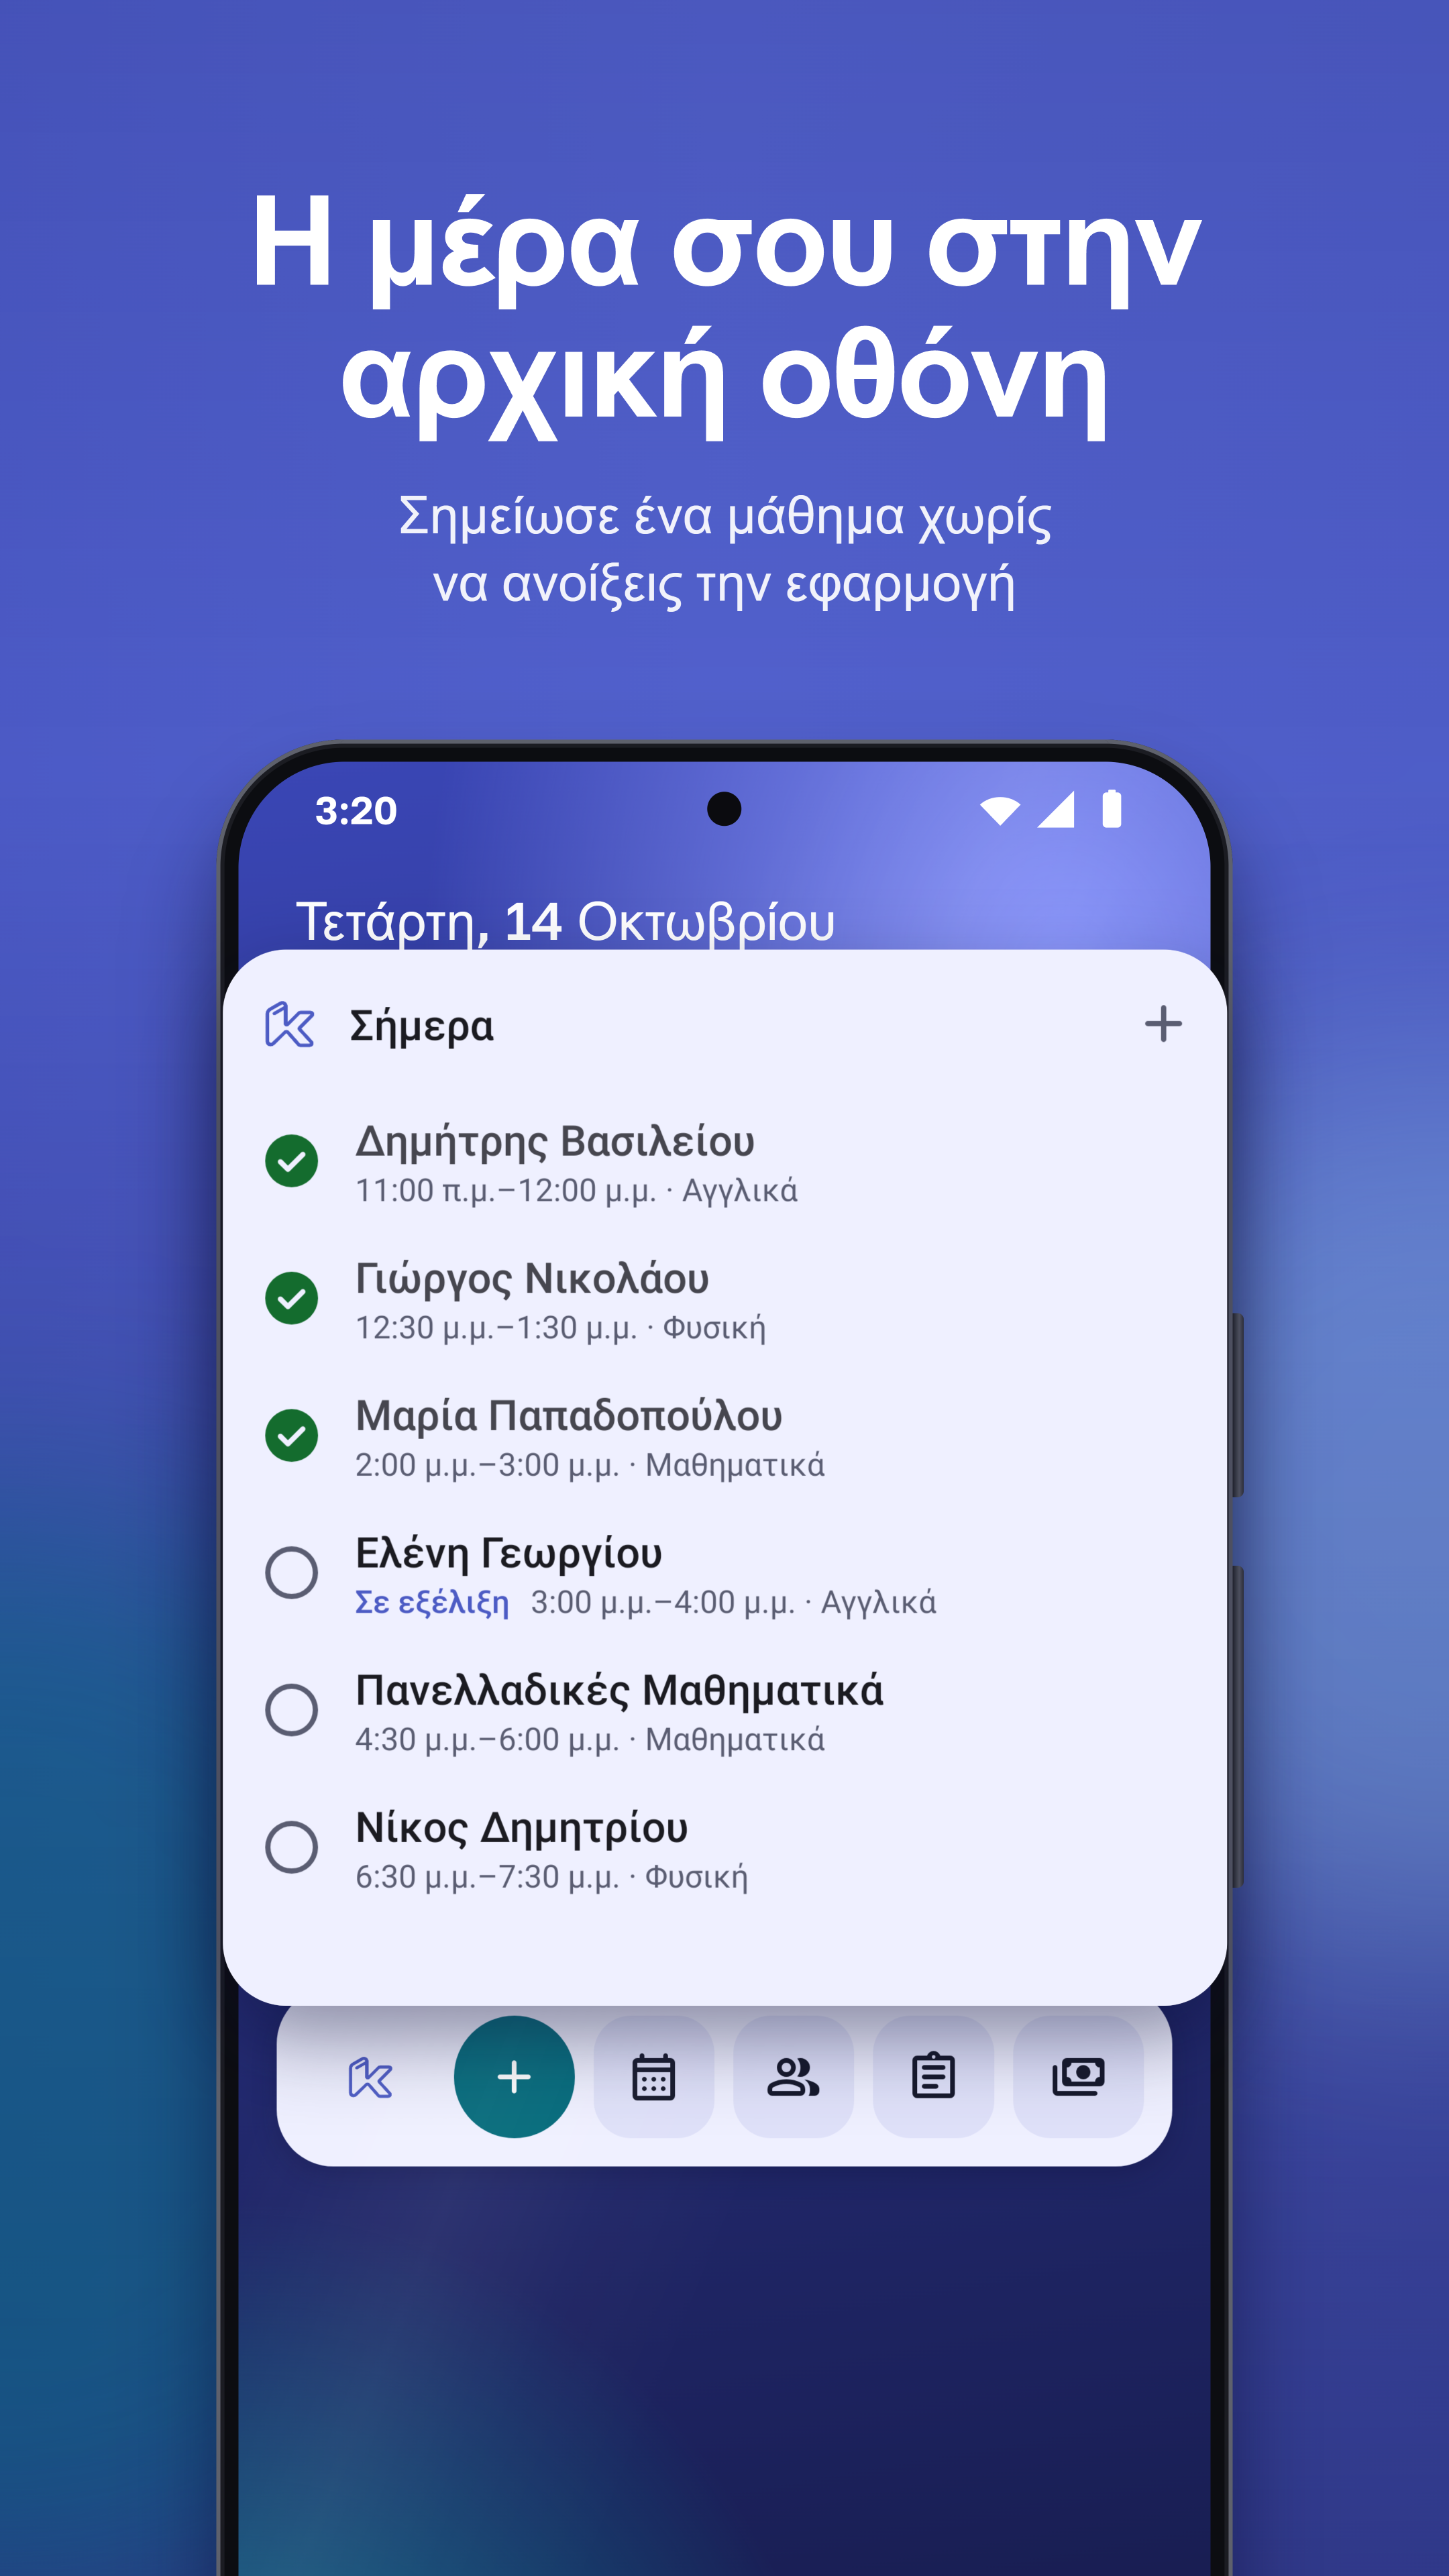 Η μέρα σου στην
αρχική οθόνη
Σημείωσε ένα μάθημα χωρίς
να ανοίξεις την εφαρμογή
3:20
Τετάρτη, 14 Οκτωβρίου
Σήμερα
Δημήτρης Βασιλείου
11:00 π.μ.–12:00 μ.μ. · Αγγλικά
Γιώργος Νικολάου
12:30 μ.μ.–1:30 μ.μ. · Φυσική
Μαρία Παπαδοπούλου
2:00 μ.μ.–3:00 μ.μ. · Μαθηματικά
Ελένη Γεωργίου
Σε εξέλιξη 3:00 μ.μ.–4:00 μ.μ. · Αγγλικά
Πανελλαδικές Μαθηματικά
4:30 μ.μ.–6:00 μ.μ. · Μαθηματικά
Νίκος Δημητρίου
6:30 μ.μ.–7:30 μ.μ. · Φυσική